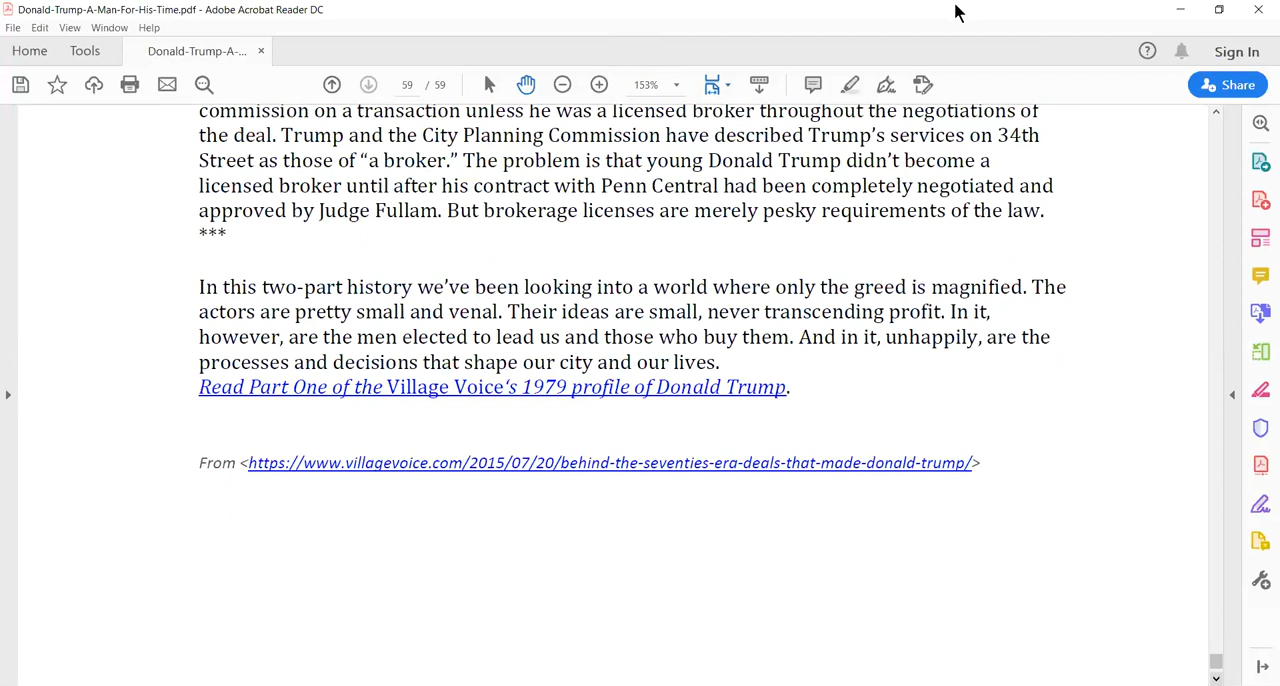 Donald-Trump-A-Man-For-His-Time.pdf - Adobe Acrobat Reader DC
File Edit View Window Help
Home Tools Donald-Trump-A-... × Sign In
59 / 59 153% Share
commission on a transaction unless he was a licensed broker throughout the negotiations of
the deal. Trump and the City Planning Commission have described Trump’s services on 34th
Street as those of “a broker.” The problem is that young Donald Trump didn’t become a
licensed broker until after his contract with Penn Central had been completely negotiated and
approved by Judge Fullam. But brokerage licenses are merely pesky requirements of the law.
***
In this two-part history we’ve been looking into a world where only the greed is magnified. The
actors are pretty small and venal. Their ideas are small, never transcending profit. In it,
however, are the men elected to lead us and those who buy them. And in it, unhappily, are the
processes and decisions that shape our city and our lives.
Read Part One of the Village Voice‘s 1979 profile of Donald Trump.
From <https://www.villagevoice.com/2015/07/20/behind-the-seventies-era-deals-that-made-donald-trump/>